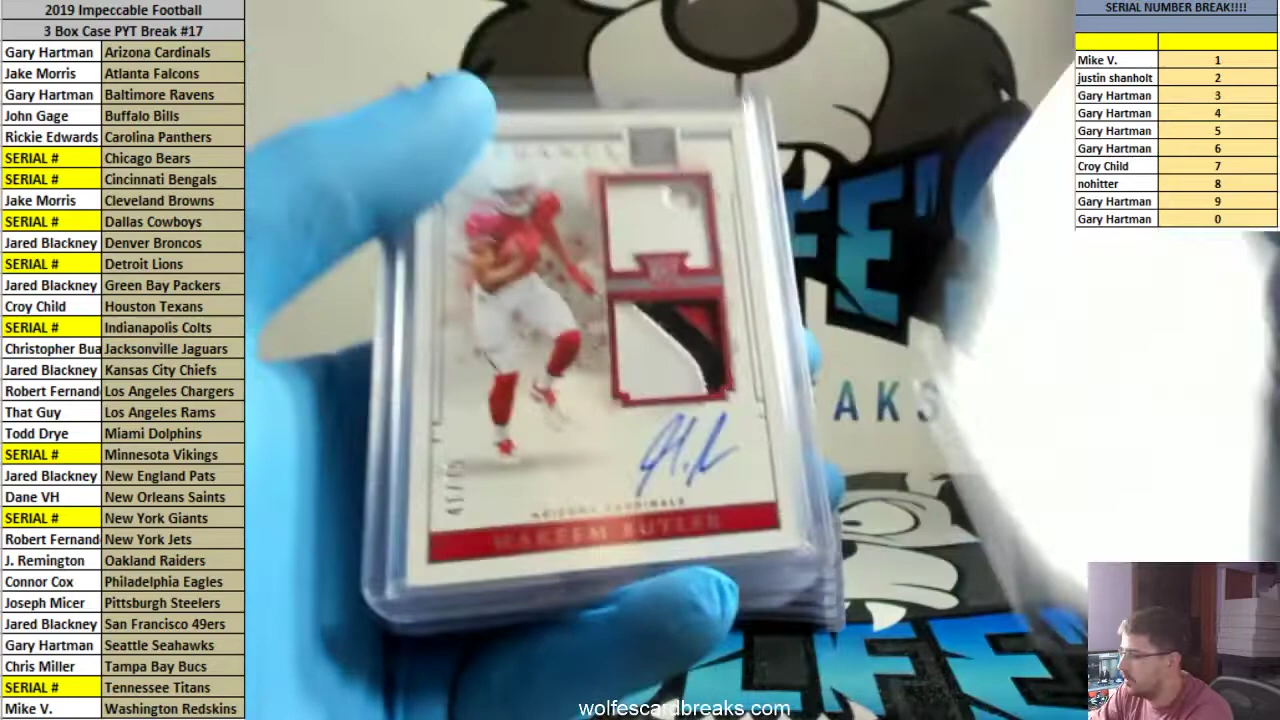 2019 Impeccable Football
3 Box Case PYT Break #17
Gary Hartman Arizona Cardinals
Jake Morris Atlanta Falcons
Gary Hartman Baltimore Ravens
John Gage Buffalo Bills
Rickie Edwards Carolina Panthers
SERIAL # Chicago Bears
SERIAL # Cincinnati Bengals
Jake Morris Cleveland Browns
SERIAL # Dallas Cowboys
Jared Blackney Denver Broncos
SERIAL # Detroit Lions
Jared Blackney Green Bay Packers
Croy Child Houston Texans
SERIAL # Indianapolis Colts
Christopher Bua Jacksonville Jaguars
Jared Blackney Kansas City Chiefs
Robert Fernand Los Angeles Chargers
That Guy Los Angeles Rams
Todd Drye Miami Dolphins
SERIAL # Minnesota Vikings
Jared Blackney New England Pats
Dane VH New Orleans Saints
SERIAL # New York Giants
Robert Fernand New York Jets
J. Remington Oakland Raiders
Connor Cox Philadelphia Eagles
Joseph Micer Pittsburgh Steelers
Jared Blackney San Francisco 49ers
Gary Hartman Seattle Seahawks
Chris Miller Tampa Bay Bucs
SERIAL # Tennessee Titans
Mike V. Washington Redskins
ARIZONA CARDINALS
HAKEEM BUTLER
FE'
AKS
LFE'
wolfescardbreaks.com
SERIAL NUMBER BREAK!!!!
Mike V. 1
justin shanholt 2
Gary Hartman 3
Gary Hartman 4
Gary Hartman 5
Gary Hartman 6
Croy Child 7
nohitter 8
Gary Hartman 9
Gary Hartman 0